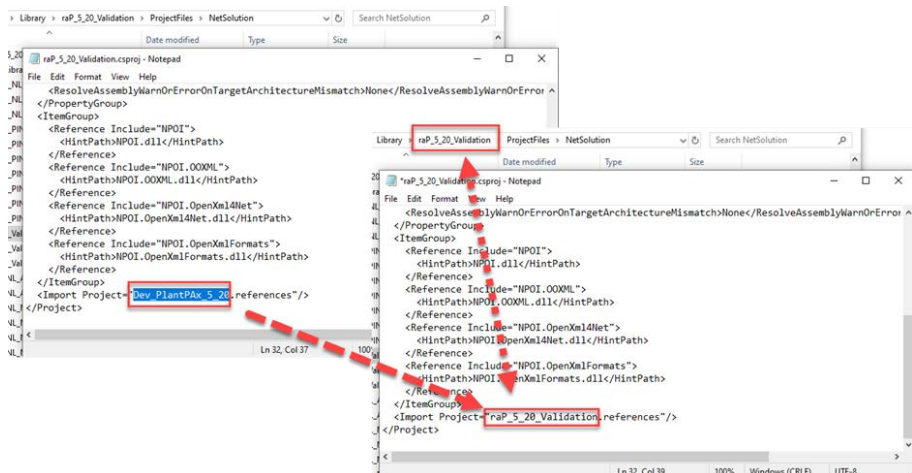 › Library › raP_5_20_Validation › ProjectFiles › NetSolution
Search NetSolution
Date modified Type Size
raP_5_20_Validation.csproj - Notepad
File Edit Format View Help
<ResolveAssemblyWarnOrErrorOnTargetArchitectureMismatch>None</ResolveAssemblyWarnOrError
</PropertyGroup>
<ItemGroup>
<Reference Include="NPOI">
<HintPath>NPOI.dll</HintPath>
</Reference>
<Reference Include="NPOI.OOXML">
<HintPath>NPOI.OOXML.dll</HintPath>
</Reference>
<Reference Include="NPOI.OpenXml4Net">
<HintPath>NPOI.OpenXml4Net.dll</HintPath>
</Reference>
<Reference Include="NPOI.OpenXmlFormats">
<HintPath>NPOI.OpenXmlFormats.dll</HintPath>
</Reference>
</ItemGroup>
<Import Project="Dev_PlantPAx_5_20.references"/>
</Project>
Ln 32, Col 37 100%
Library › raP_5_20_Validation ProjectFiles › NetSolution
Search NetSolution
Date modified Type Size
*raP_5_20_Validation.csproj - Notepad
File Edit Format View Help
<ResolveAssemblyWarnOrErrorOnTargetArchitectureMismatch>None</ResolveAssemblyWarnOrError
</PropertyGroup>
<ItemGroup>
<Reference Include="NPOI">
<HintPath>NPOI.dll</HintPath>
</Reference>
<Reference Include="NPOI.OOXML">
<HintPath>NPOI.OOXML.dll</HintPath>
</Reference>
<Reference Include="NPOI.OpenXml4Net">
<HintPath>NPOI.OpenXml4Net.dll</HintPath>
</Reference>
<Reference Include="NPOI.OpenXmlFormats">
<HintPath>NPOI.OpenXmlFormats.dll</HintPath>
</Reference>
</ItemGroup>
<Import Project="raP_5_20_Validation.references"/>
</Project>
Ln 32, Col 39 100% Windows (CRLF) UTF-8